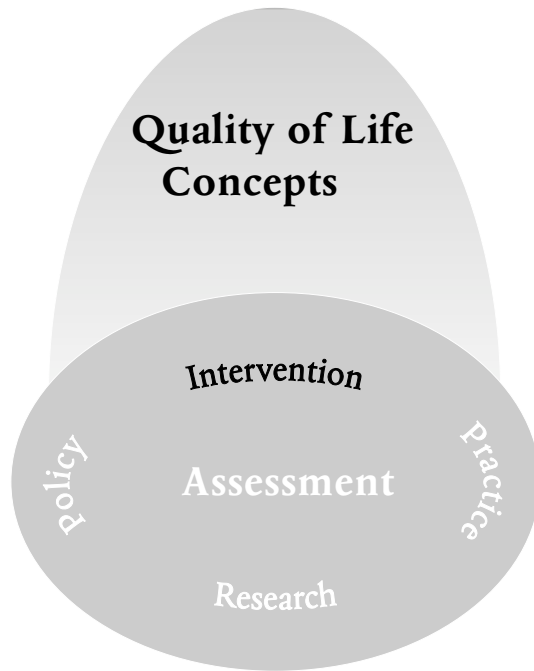 Quality of Life
Concepts
Intervention
Policy
Practice
Assessment
Research